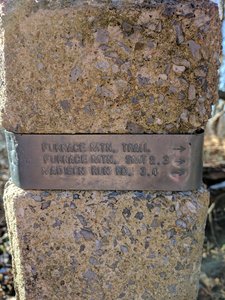 FURNACE MTN. TRAIL →
FURNACE MTN. SMT 2.3 →
MADISON RUN RD. 3.4 →